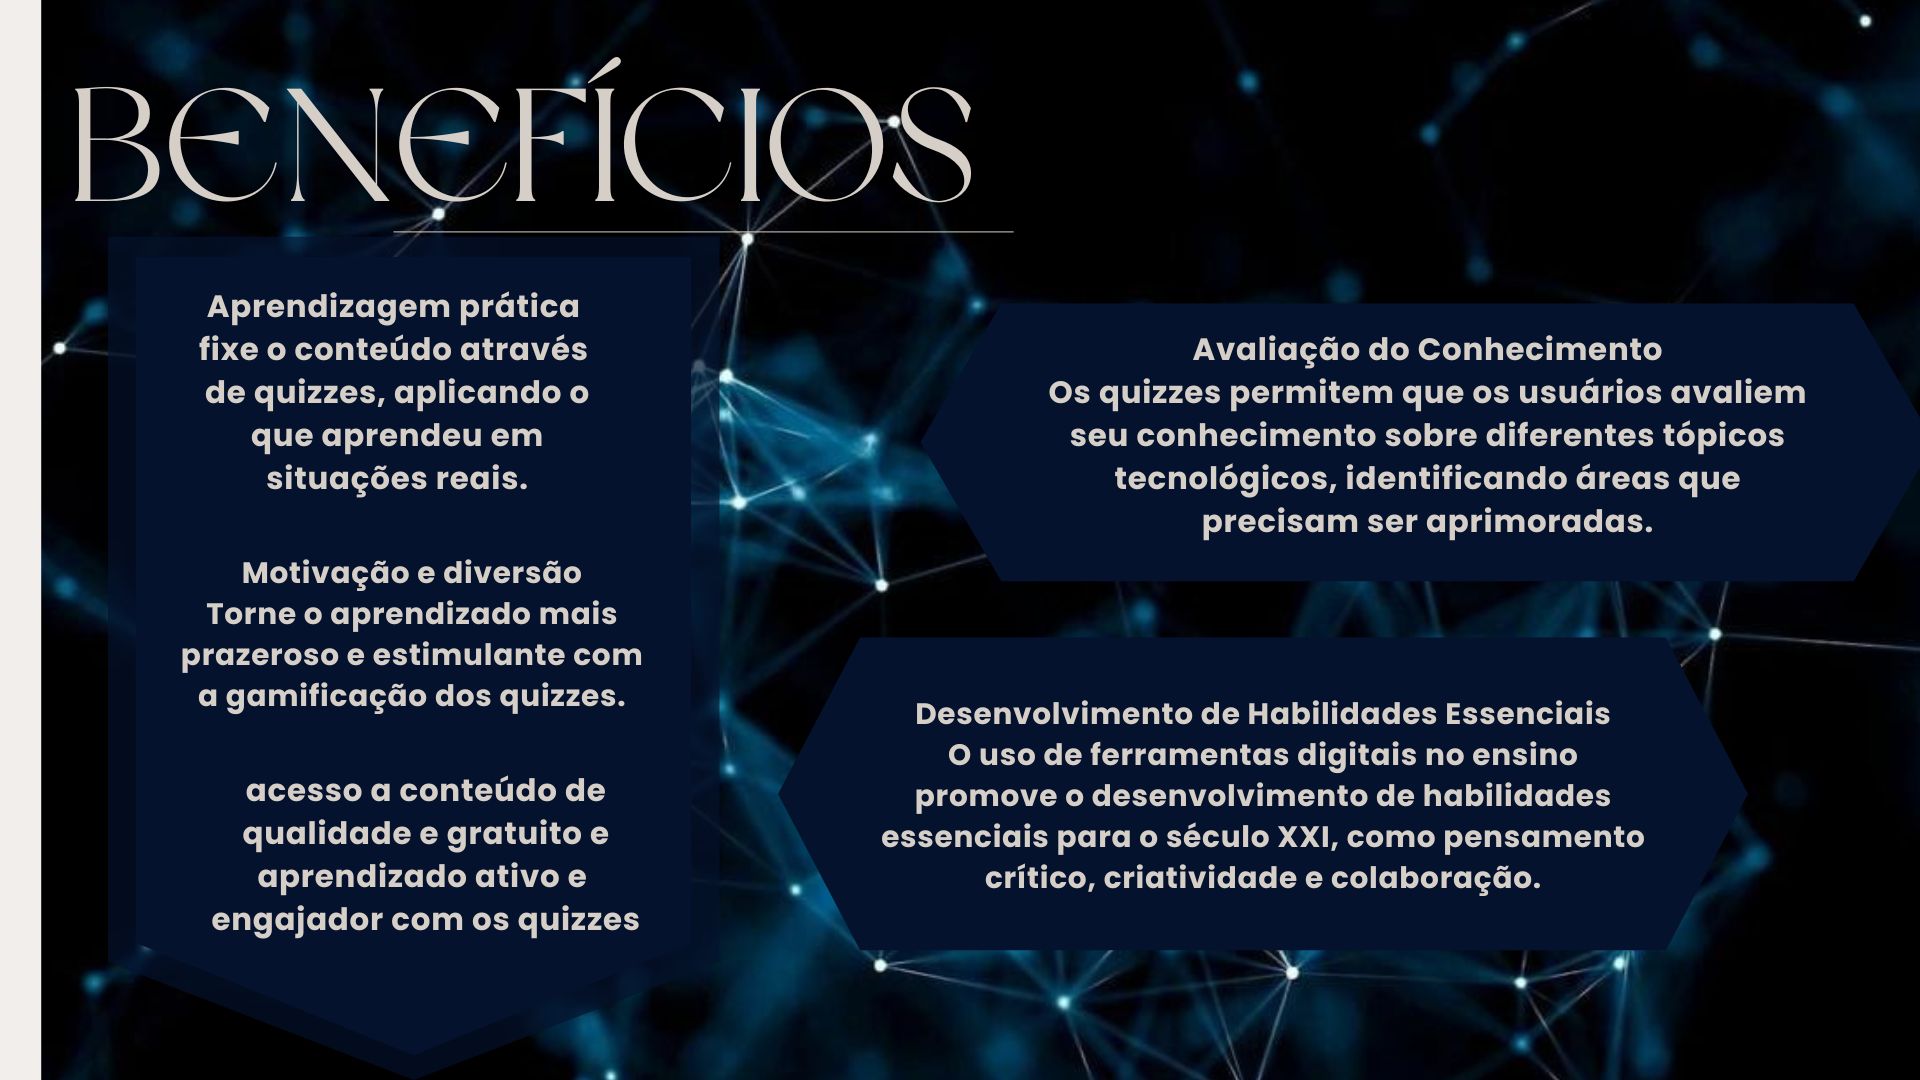 BENEFÍCIOS
Aprendizagem prática
fixe o conteúdo através
de quizzes, aplicando o
que aprendeu em
situações reais.
Motivação e diversão
Torne o aprendizado mais
prazeroso e estimulante com
a gamificação dos quizzes.
acesso a conteúdo de
qualidade e gratuito e
aprendizado ativo e
engajador com os quizzes
Avaliação do Conhecimento
Os quizzes permitem que os usuários avaliem
seu conhecimento sobre diferentes tópicos
tecnológicos, identificando áreas que
precisam ser aprimoradas.
Desenvolvimento de Habilidades Essenciais
O uso de ferramentas digitais no ensino
promove o desenvolvimento de habilidades
essenciais para o século XXI, como pensamento
crítico, criatividade e colaboração.